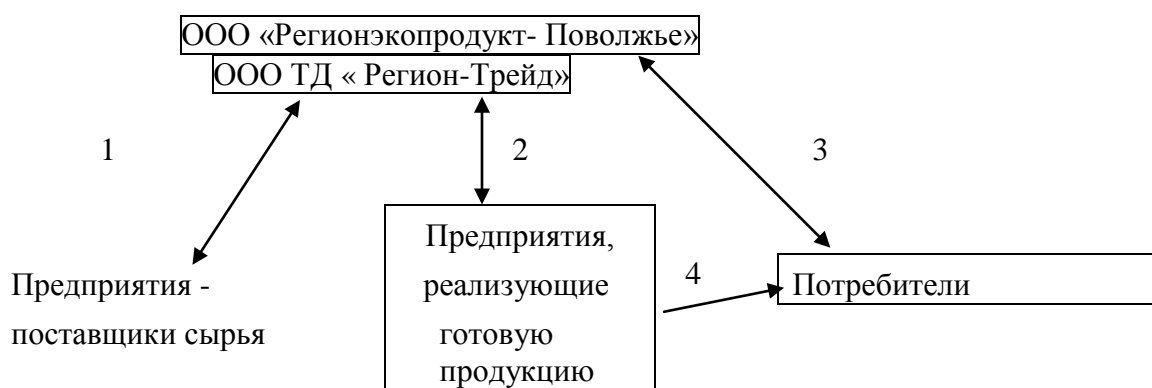 ООО «Регионэкопродукт- Поволжье»
ООО ТД « Регион-Трейд»
1
2
3
Предприятия -
поставщики сырья
Предприятия,
реализующие
готовую
продукцию
4
Потребители